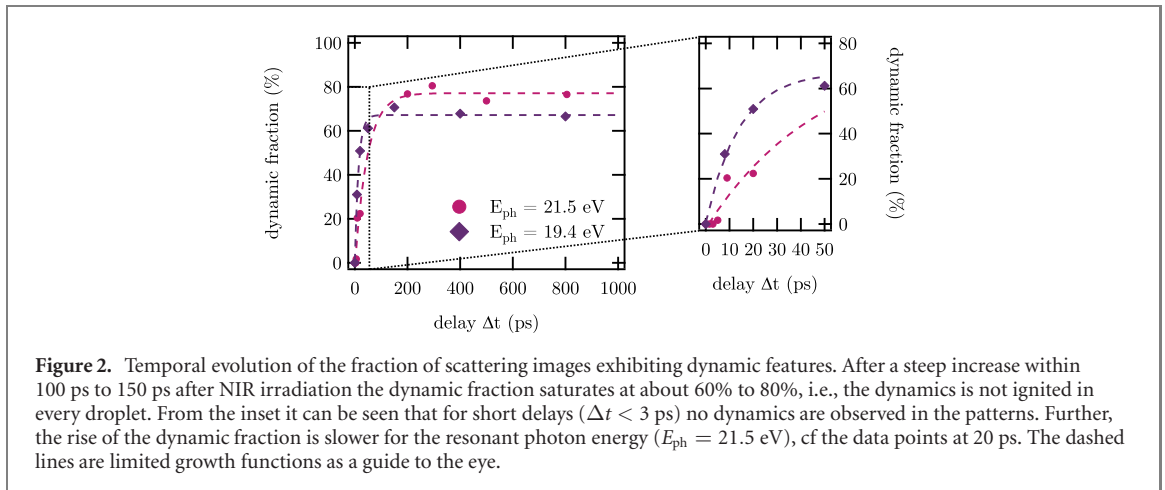 100
80
60
40
20
0
dynamic fraction (%)
0 200 400 600 800 1000
delay Δt (ps)
E_ph = 21.5 eV
E_ph = 19.4 eV
80
60
40
20
0
dynamic fraction (%)
0 10 20 30 40 50
delay Δt (ps)
Figure 2. Temporal evolution of the fraction of scattering images exhibiting dynamic features. After a steep increase within
100 ps to 150 ps after NIR irradiation the dynamic fraction saturates at about 60% to 80%, i.e., the dynamics is not ignited in
every droplet. From the inset it can be seen that for short delays (Δt < 3 ps) no dynamics are observed in the patterns. Further,
the rise of the dynamic fraction is slower for the resonant photon energy (E_ph = 21.5 eV), cf the data points at 20 ps. The dashed
lines are limited growth functions as a guide to the eye.